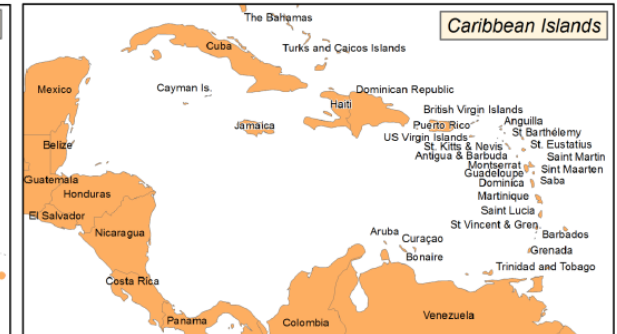 Caribbean Islands
The Bahamas
Cuba
Turks and Caicos Islands
Mexico
Cayman Is.
Dominican Republic
Haiti
British Virgin Islands
Jamaica
Puerto Rico
Anguilla
US Virgin Islands
St Barthélemy
Belize
St. Kitts & Nevis
St. Eustatius
Antigua & Barbuda
Saint Martin
Montserrat
Guadeloupe
Sint Maarten
Guatemala
Dominica
Saba
Honduras
Martinique
Saint Lucia
El Salvador
St Vincent & Gren.
Nicaragua
Aruba
Curaçao
Barbados
Bonaire
Grenada
Trinidad and Tobago
Costa Rica
Panama
Colombia
Venezuela